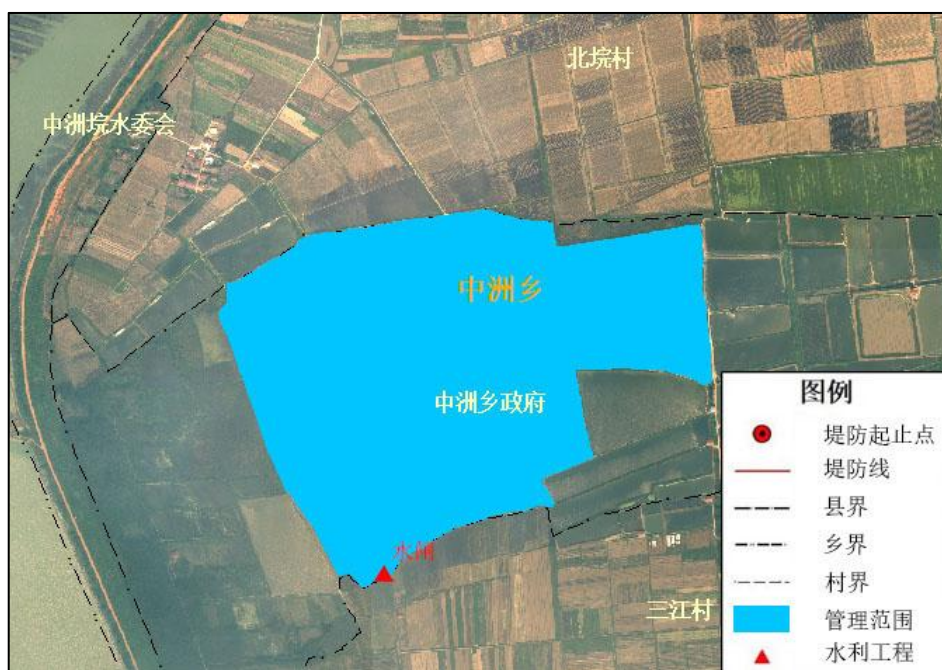 北垸村
中洲垸水委会
中洲乡
中洲乡政府
水闸
三江村
图例
堤防起止点
堤防线
县界
乡界
村界
管理范围
水利工程